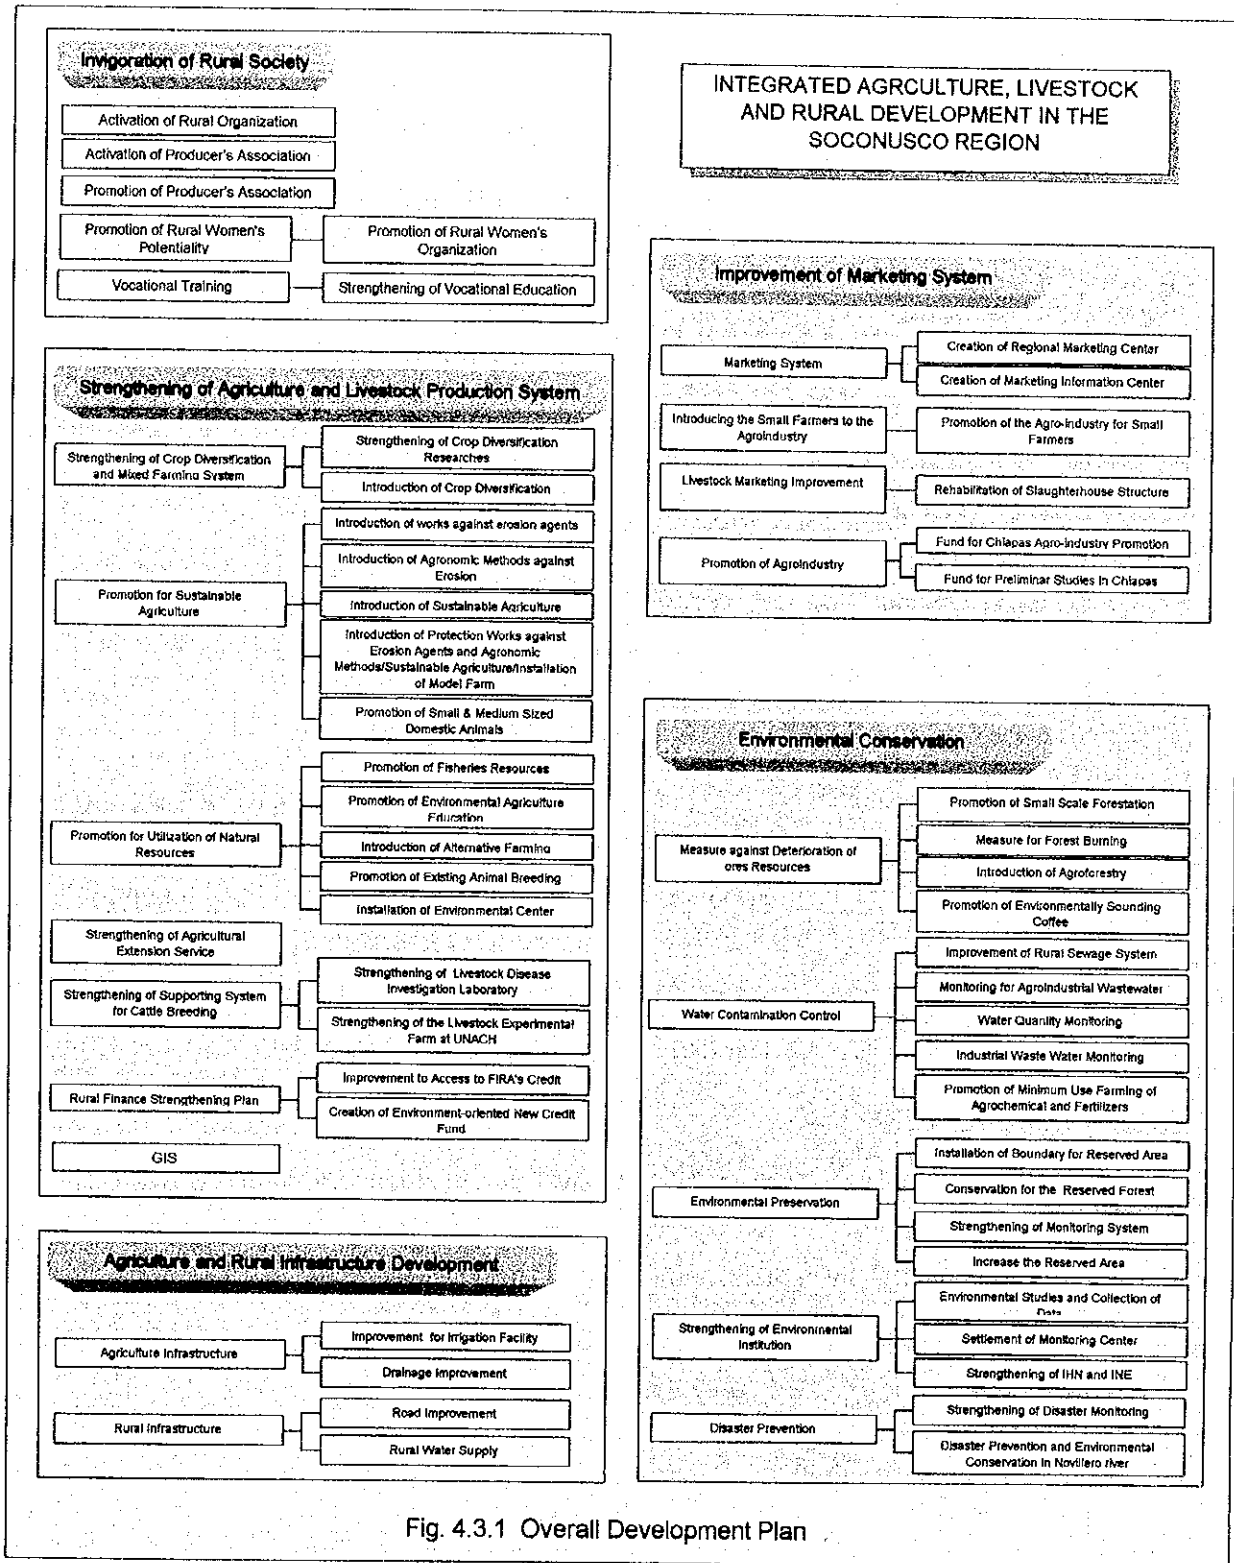 Invigoration of Rural Society
Activation of Rural Organization
Activation of Producer's Association
Promotion of Producer's Association
Promotion of Rural Women's
Potentiality
Promotion of Rural Women's
Organization
Vocational Training
Strengthening of Vocational Education
INTEGRATED AGRCULTURE, LIVESTOCK
AND RURAL DEVELOPMENT IN THE
SOCONUSCO REGION
Improvement of Marketing System
Marketing System
Creation of Regional Marketing Center
Creation of Marketing Information Center
Introducing the Small Farmers to the
AgroIndustry
Promotion of the Agro-Industry for Small
Farmers
Livestock Marketing Improvement
Rehabilitation of Slaughterhouse Structure
Promotion of AgroIndustry
Fund for Chiapas Agro-Industry Promotion
Fund for Preliminar Studies in Chiapas
Strengthening of Agriculture and Livestock Production System
Strengthening of Crop Diversification
and Mixed Farming System
Strengthening of Crop Diversification
Researches
Introduction of Crop Diversification
Promotion for Sustainable
Agriculture
Introduction of works against erosion agents
Introduction of Agronomic Methods against
Erosion
Introduction of Sustainable Agriculture
Introduction of Protection Works against
Erosion Agents and Agronomic
Methods/Sustainable Agriculture/Installation
of Model Farm
Promotion of Small & Medium Sized
Domestic Animals
Promotion for Utilization of Natural
Resources
Promotion of Fisheries Resources
Promotion of Environmental Agriculture
Education
Introduction of Alternative Farming
Promotion of Existing Animal Breeding
Installation of Environmental Center
Strengthening of Agricultural
Extension Service
Strengthening of Supporting System
for Cattle Breeding
Strengthening of Livestock Disease
Investigation Laboratory
Strengthening of the Livestock Experimental
Farm at UNACH
Rural Finance Strengthening Plan
Improvement to Access to FIRA's Credit
Creation of Environment-oriented New Credit
Fund
GIS
Environmental Conservation
Measure against Deterioration of
ores Resources
Promotion of Small Scale Forestation
Measure for Forest Burning
Introduction of Agroforestry
Promotion of Environmentally Sounding
Coffee
Water Contamination Control
Improvement of Rural Sewage System
Monitoring for AgroIndustrial Wastewater
Water Quanlity Monitoring
Industrial Waste Water Monitoring
Promotion of Minimum Use Farming of
Agrochemical and Fertilizers
Environmental Preservation
Installation of Boundary for Reserved Area
Conservation for the Reserved Forest
Strengthening of Monitoring System
Increase the Reserved Area
Strengthening of Environmental
Institution
Environmental Studies and Collection of
Data
Settlement of Monitoring Center
Strengthening of IHN and INE
Disaster Prevention
Strengthening of Disaster Monitoring
Disaster Prevention and Environmental
Conservation in Novillero river
Agriculture and Rural Infrastructure Development
Agriculture Infrastructure
Improvement for Irrigation Facility
Drainage Improvement
Rural Infrastructure
Road Improvement
Rural Water Supply
Fig. 4.3.1 Overall Development Plan